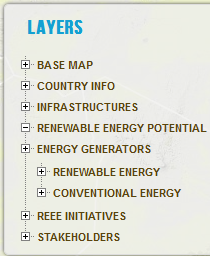 LAYERS
BASE MAP
COUNTRY INFO
INFRASTRUCTURES
RENEWABLE ENERGY POTENTIAL
ENERGY GENERATORS
RENEWABLE ENERGY
CONVENTIONAL ENERGY
REEE INITIATIVES
STAKEHOLDERS